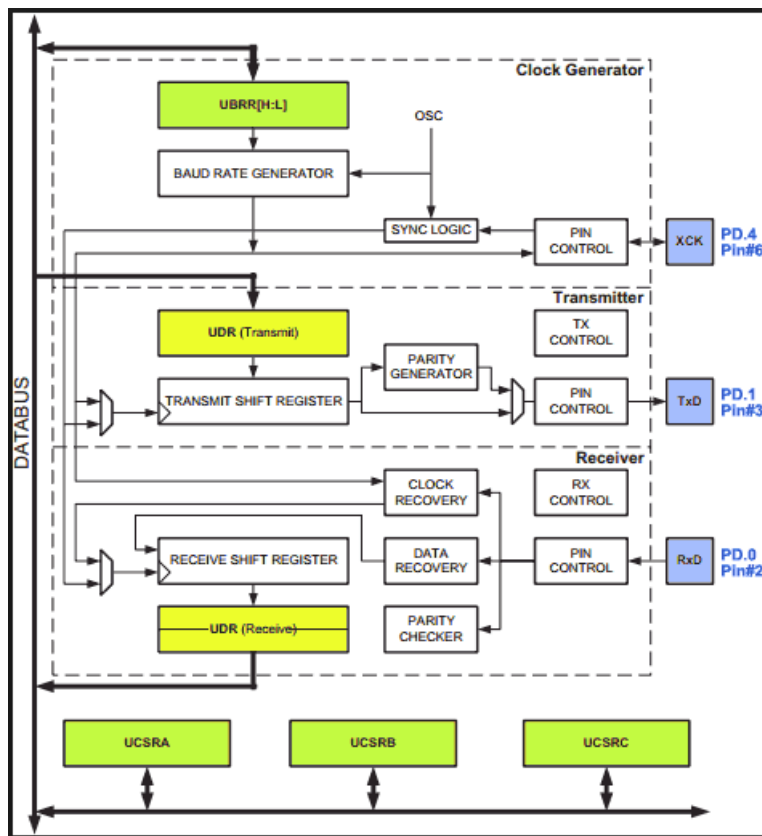 Clock Generator
UBRR[H:L]
OSC
BAUD RATE GENERATOR
SYNC LOGIC
PIN
CONTROL
XCK
PD.4
Pin#6
Transmitter
UDR (Transmit)
TX
CONTROL
PARITY
GENERATOR
TRANSMIT SHIFT REGISTER
PIN
CONTROL
TxD
PD.1
Pin#3
DATABUS
Receiver
CLOCK
RECOVERY
RX
CONTROL
RECEIVE SHIFT REGISTER
DATA
RECOVERY
PIN
CONTROL
RxD
PD.0
Pin#2
UDR (Receive)
PARITY
CHECKER
UCSRA
UCSRB
UCSRC